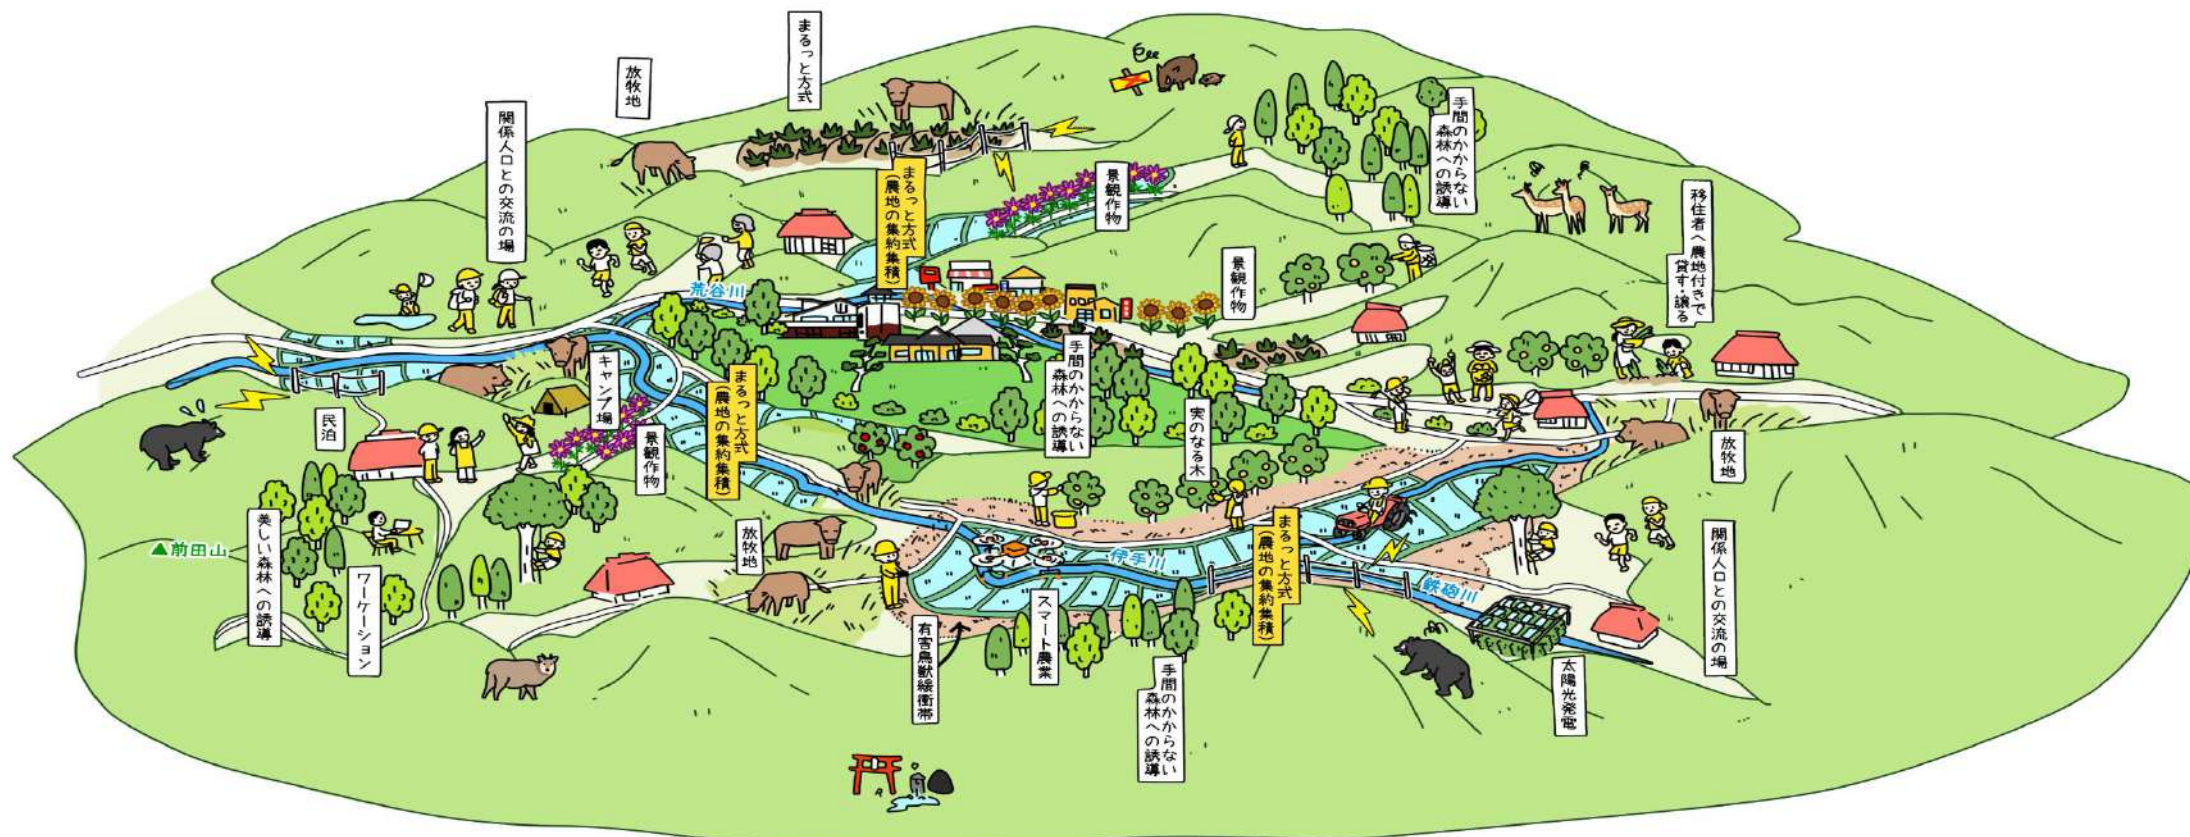 まるっと方式
放牧地
関係人口との交流の場
手間のかからない
森林への誘導
まるっと方式
(農地の集約集積)
景観作物
移住者へ農地付きで
貸す・譲る
景観作物
荒谷川
キャンプ場
手間のかからない
森林への誘導
まるっと方式
(農地の集約集積)
実のなる木
民泊
景観作物
放牧地
美しい森林への誘導
▲前田山
ワーケーション
放牧地
まるっと方式
(農地の集約集積)
伊手川
鉄砲川
関係人口との交流の場
有害鳥獣緩衝帯
スマート農業
手間のかからない
森林への誘導
太陽光発電